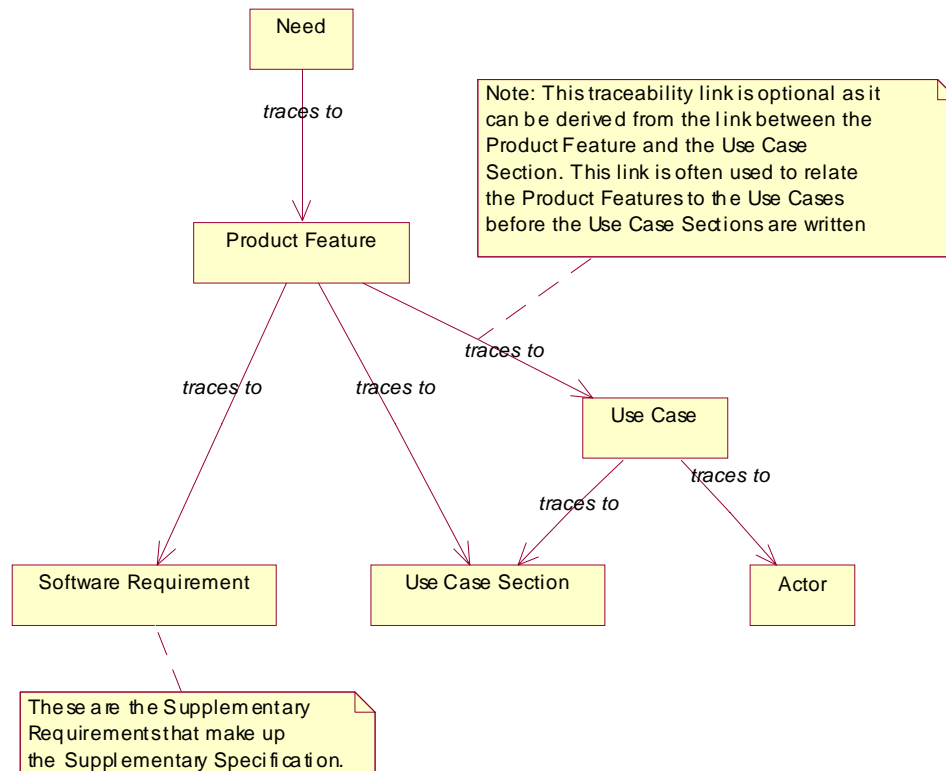 Need
traces to
Note: This traceability link is optional as it
can be derived from the link between the
Product Feature and the Use Case
Section. This link is often used to relate
the Product Features to the Use Cases
before the Use Case Sections are written
Product Feature
traces to
traces to
traces to
Use Case
traces to
traces to
Software Requirement
Use Case Section
Actor
These are the Supplementary
Requirements that make up
the Supplementary Specification.